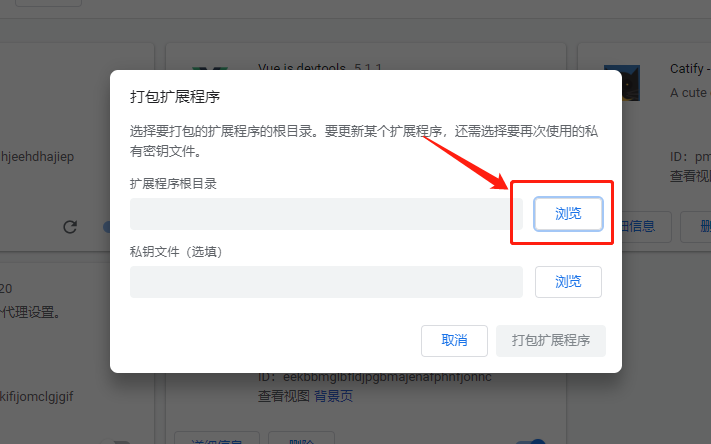 Vue.js devtools 5.1.1
Catify -
A cute
打包扩展程序
选择要打包的扩展程序的根目录。要更新某个扩展程序，还需选择要再次使用的私
有密钥文件。
hjeehdhajiep
ID：pm
查看视图
扩展程序根目录
浏览
细信息
私钥文件（选填）
浏览
20
代理设置。
取消
打包扩展程序
ID：eekbbmgibfldjpgbmajenafphnfjonnc
kifijomclgjgif
查看视图 背景页
详细信息
删除